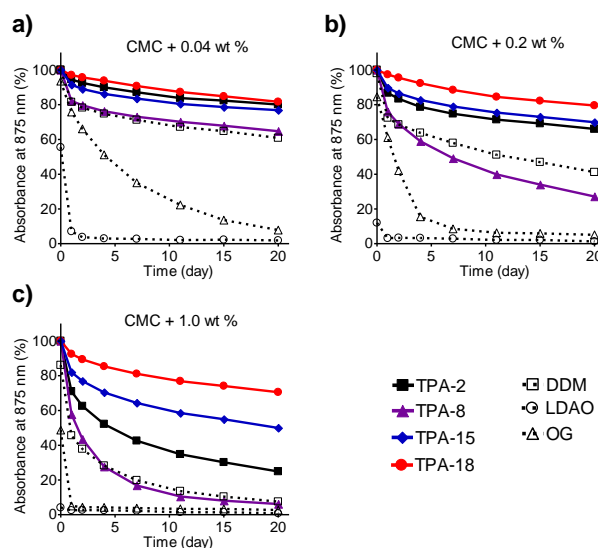 a)
CMC + 0.04 wt %
Absorbance at 875 nm (%)
100
80
60
40
20
0
0 5 10 15 20
Time (day)
b)
CMC + 0.2 wt %
Absorbance at 875 nm (%)
100
80
60
40
20
0
0 5 10 15 20
Time (day)
c)
CMC + 1.0 wt %
Absorbance at 875 nm (%)
100
80
60
40
20
0
0 5 10 15 20
Time (day)
TPA-2
TPA-8
TPA-15
TPA-18
DDM
LDAO
OG